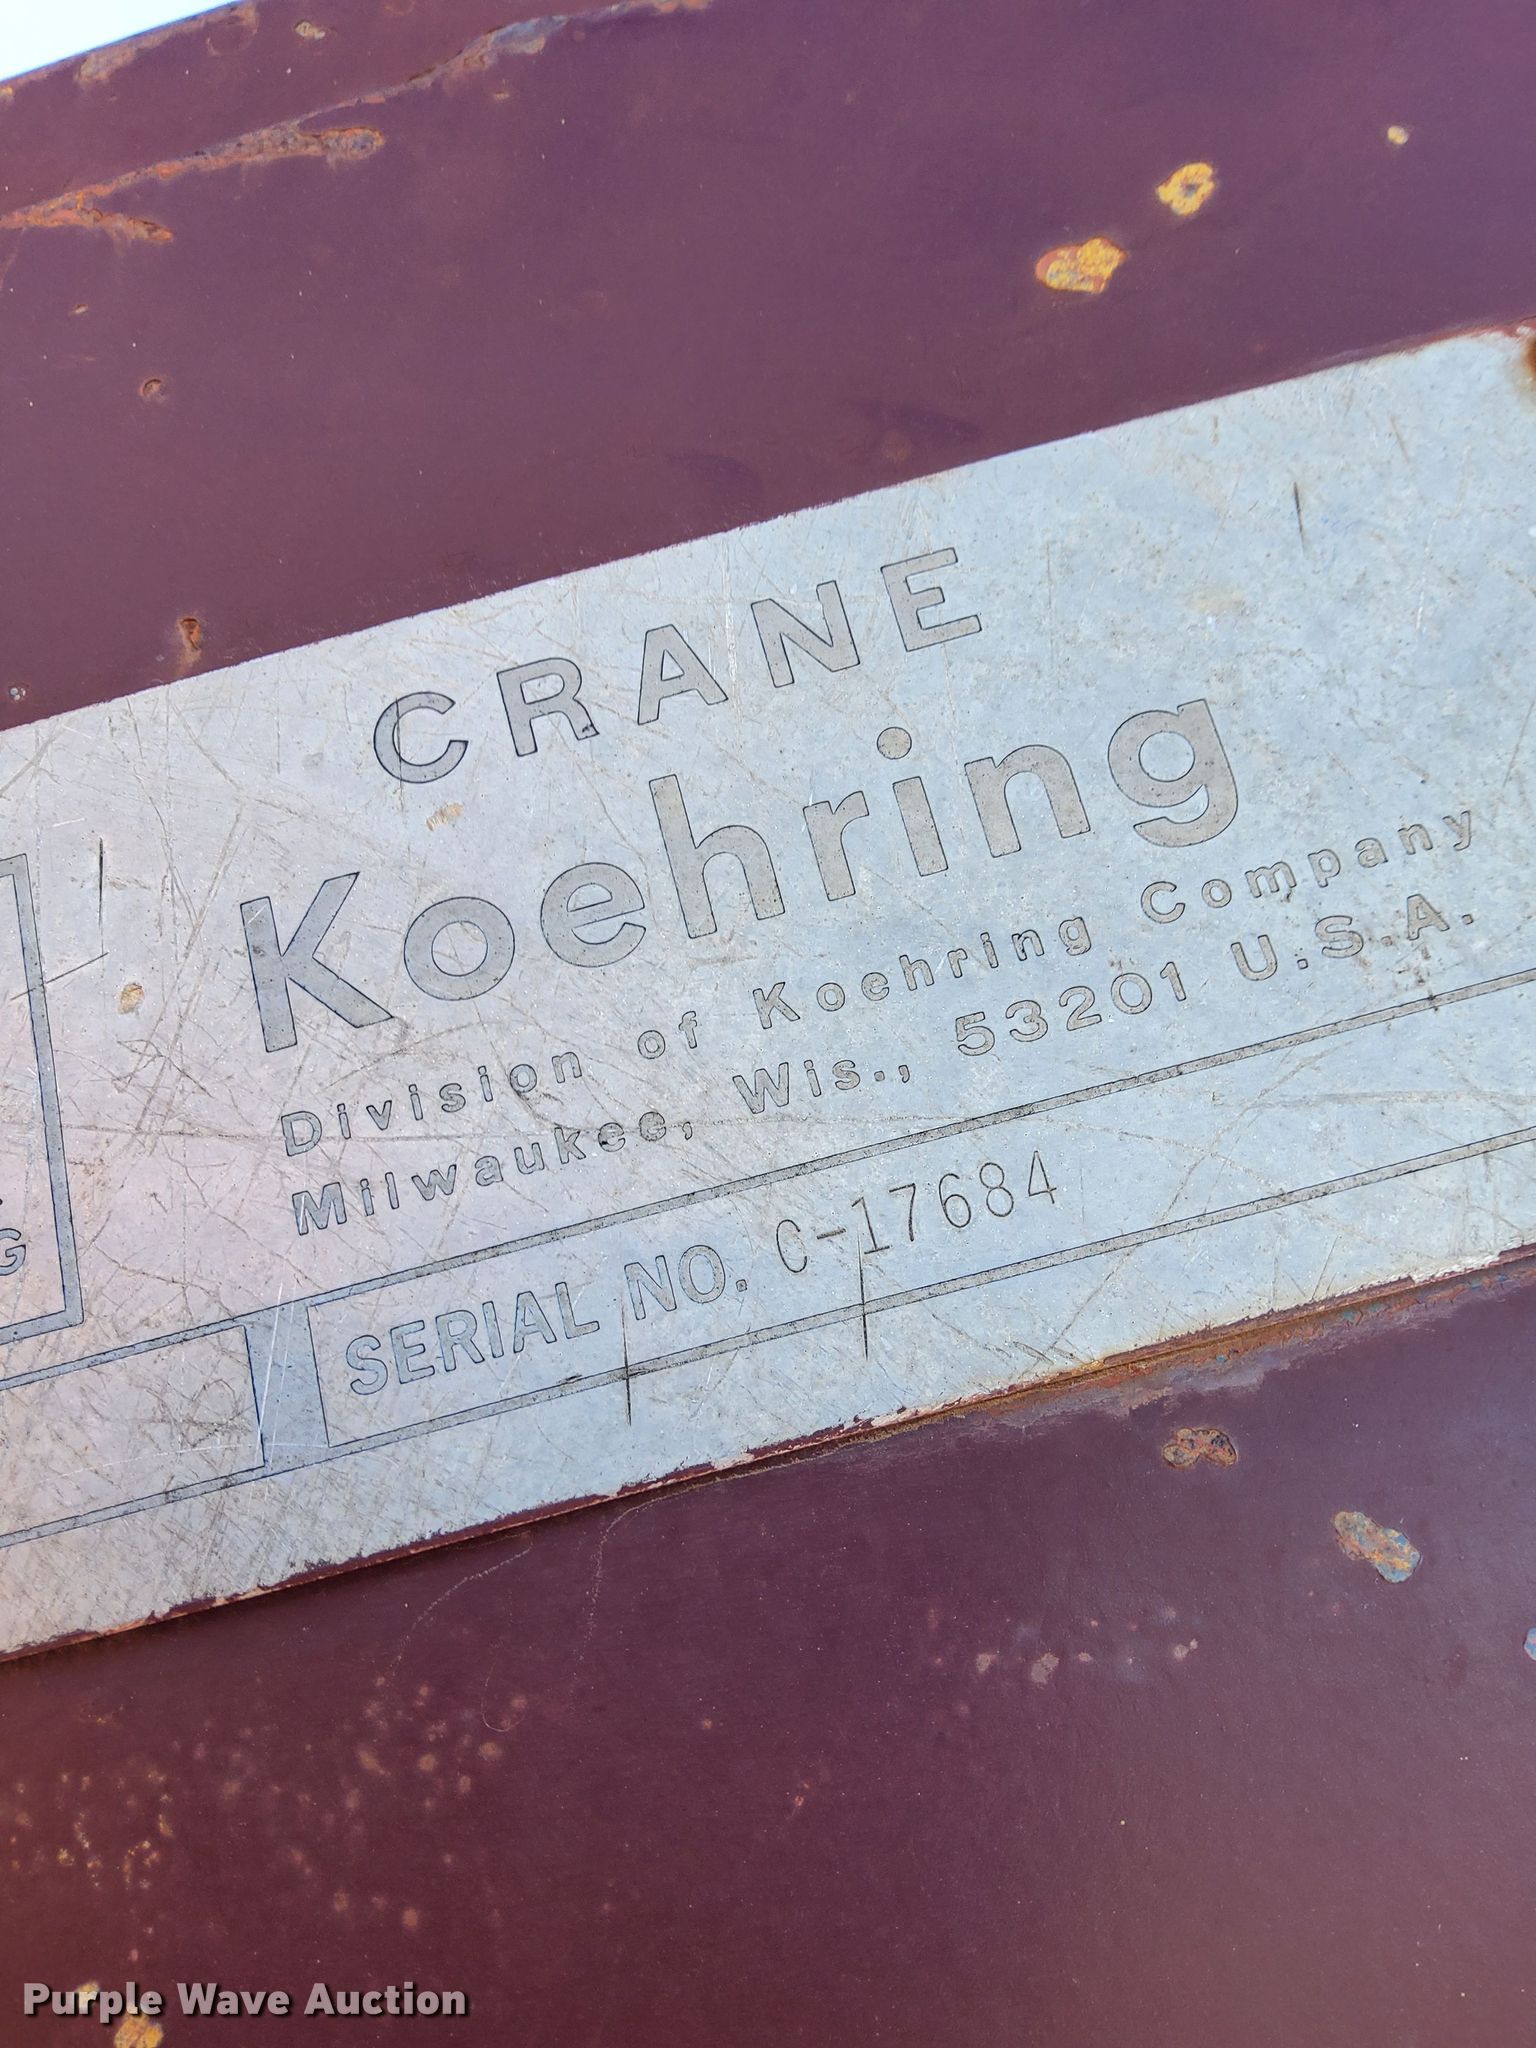 CRANE
Koehring
Division of Koehring Company
Milwaukee, Wis., 53201 U.S.A.
SERIAL NO. C-17684
G
Purple Wave Auction